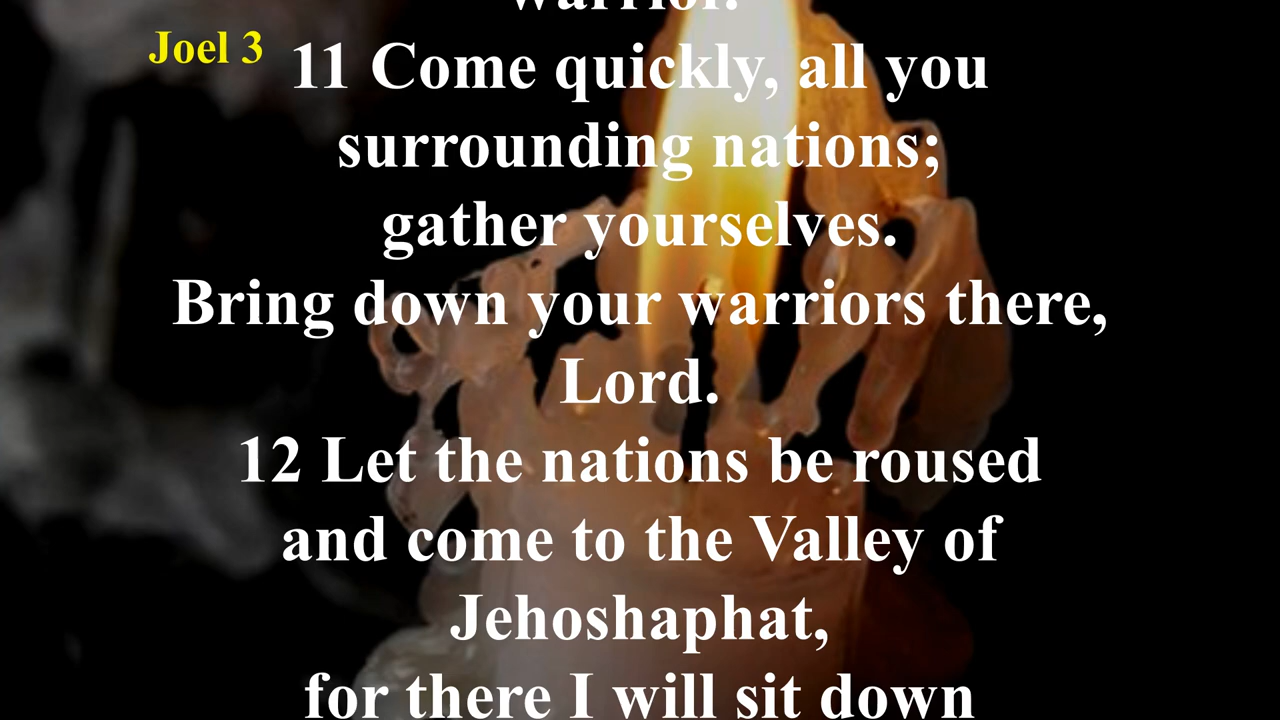 warrior.
Joel 3
11 Come quickly, all you
surrounding nations;
gather yourselves.
Bring down your warriors there,
Lord.
12 Let the nations be roused
and come to the Valley of
Jehoshaphat,
for there I will sit down